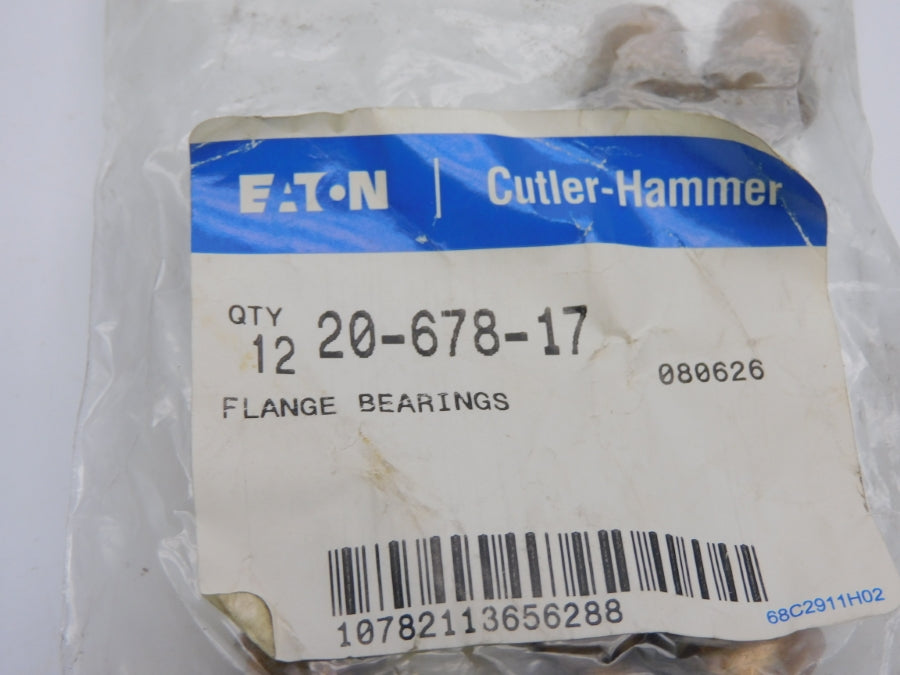 EATON | Cutler-Hammer
QTY
12 20-678-17
080626
FLANGE BEARINGS
10782113656288
68C2911H02